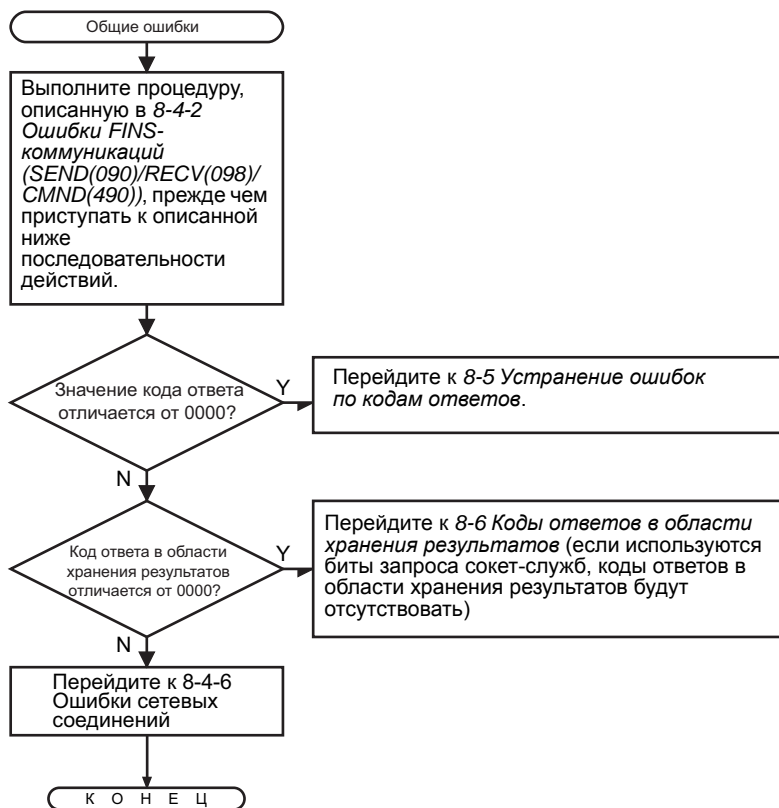 Общие ошибки
Выполните процедуру,
описанную в 8-4-2
Ошибки FINS-
коммуникаций
(SEND(090)/RECV(098)/
CMND(490)), прежде чем
приступать к описанной
ниже
последовательности
действий.
Значение кода ответа
отличается от 0000?
Y
Перейдите к 8-5 Устранение ошибок
по кодам ответов.
N
Код ответа в области
хранения результатов
отличается от 0000?
Y
Перейдите к 8-6 Коды ответов в области
хранения результатов (если используются
биты запроса сокет-служб, коды ответов в
области хранения результатов будут
отсутствовать)
N
Перейдите к 8-4-6
Ошибки сетевых
соединений
К О Н Е Ц